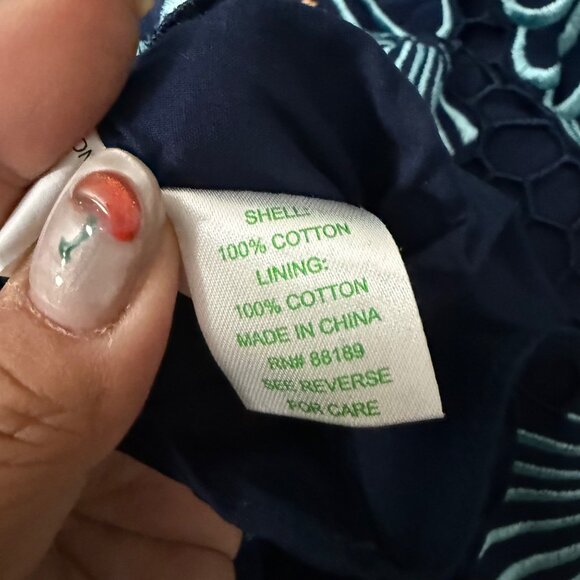 SHELL:
100% COTTON
LINING:
100% COTTON
MADE IN CHINA
RN# 88189
SEE REVERSE
FOR CARE